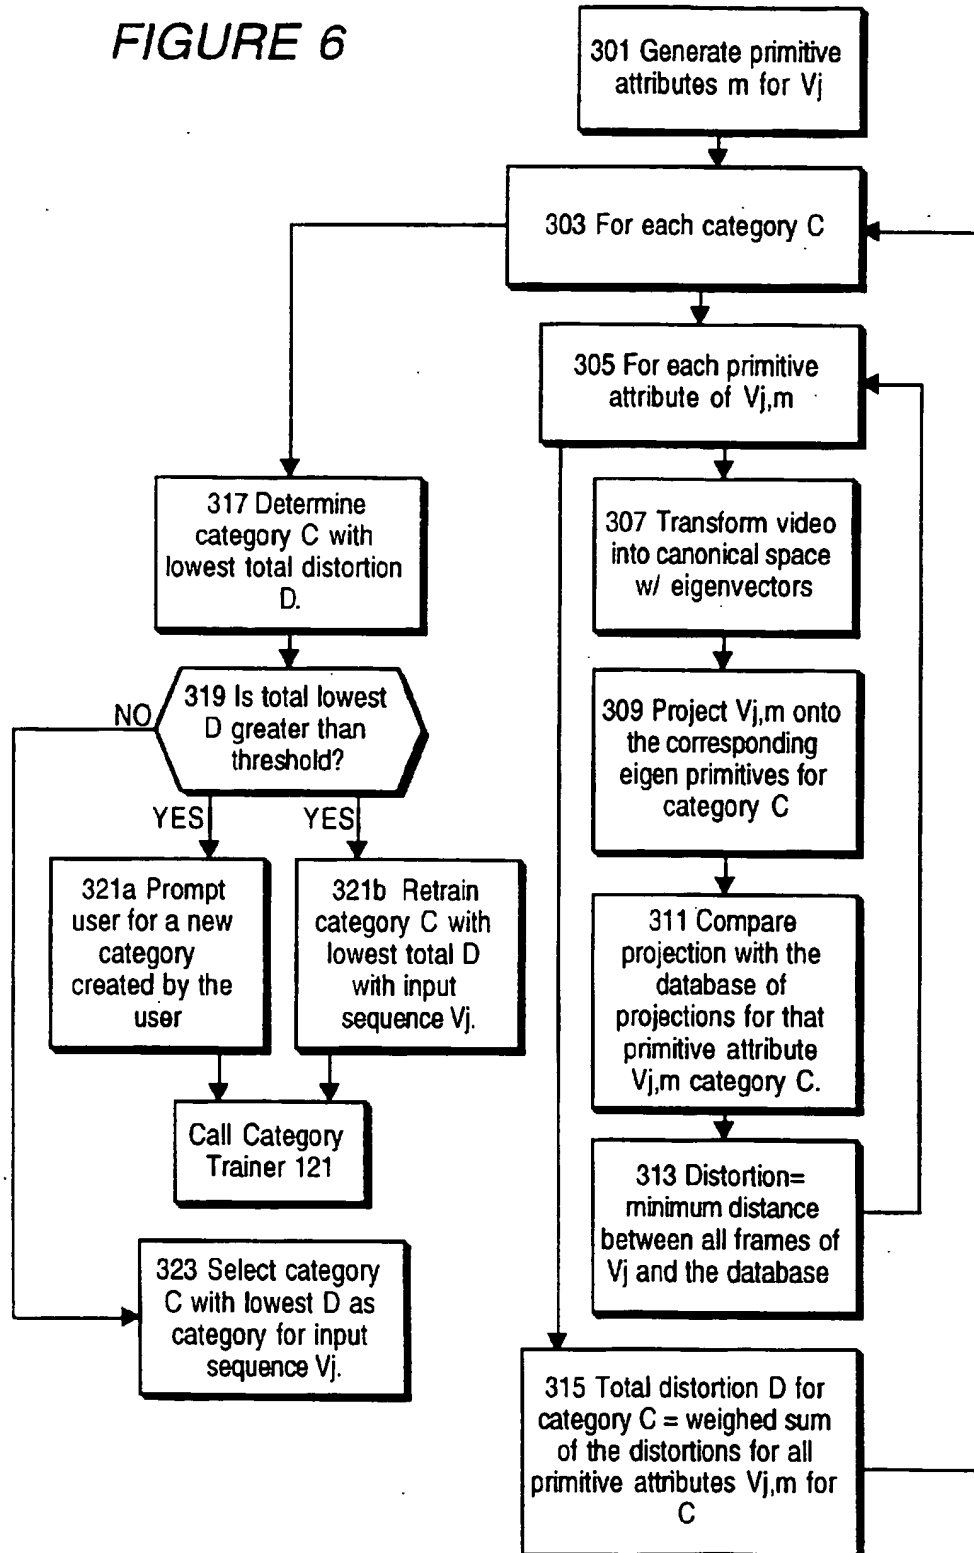 FIGURE 6
301 Generate primitive
attributes m for Vj
303 For each category C
305 For each primitive
attribute of Vj,m
307 Transform video
into canonical space
w/ eigenvectors
309 Project Vj,m onto
the corresponding
eigen primitives for
category C
311 Compare
projection with the
database of
projections for that
primitive attribute
Vj,m category C.
313 Distortion=
minimum distance
between all frames of
Vj and the database
315 Total distortion D for
category C = weighed sum
of the distortions for all
primitive attributes Vj,m for
C
317 Determine
category C with
lowest total distortion
D.
319 Is total lowest
D greater than
threshold?
NO
YES
YES
321a Prompt
user for a new
category
created by the
user
321b Retrain
category C with
lowest total D
with input
sequence Vj.
Call Category
Trainer 121
323 Select category
C with lowest D as
category for input
sequence Vj.